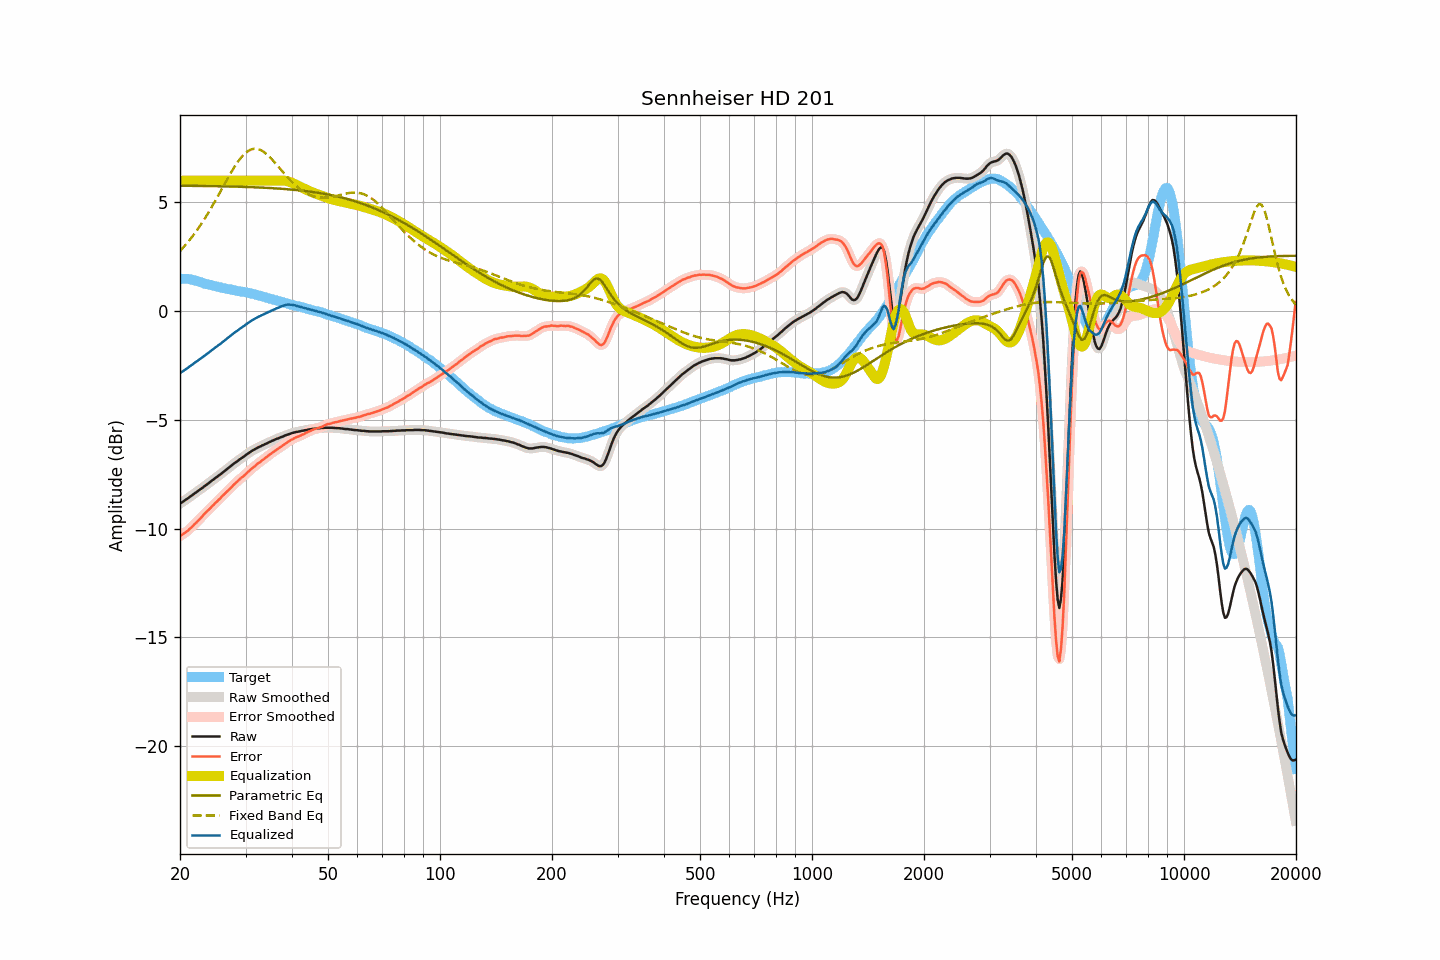 Sennheiser HD 201
Amplitude (dBr)
5
0
−5
−10
−15
−20
Target
Raw Smoothed
Error Smoothed
Raw
Error
Equalization
Parametric Eq
Fixed Band Eq
Equalized
20 50 100 200 500 1000 2000 5000 10000 20000
Frequency (Hz)